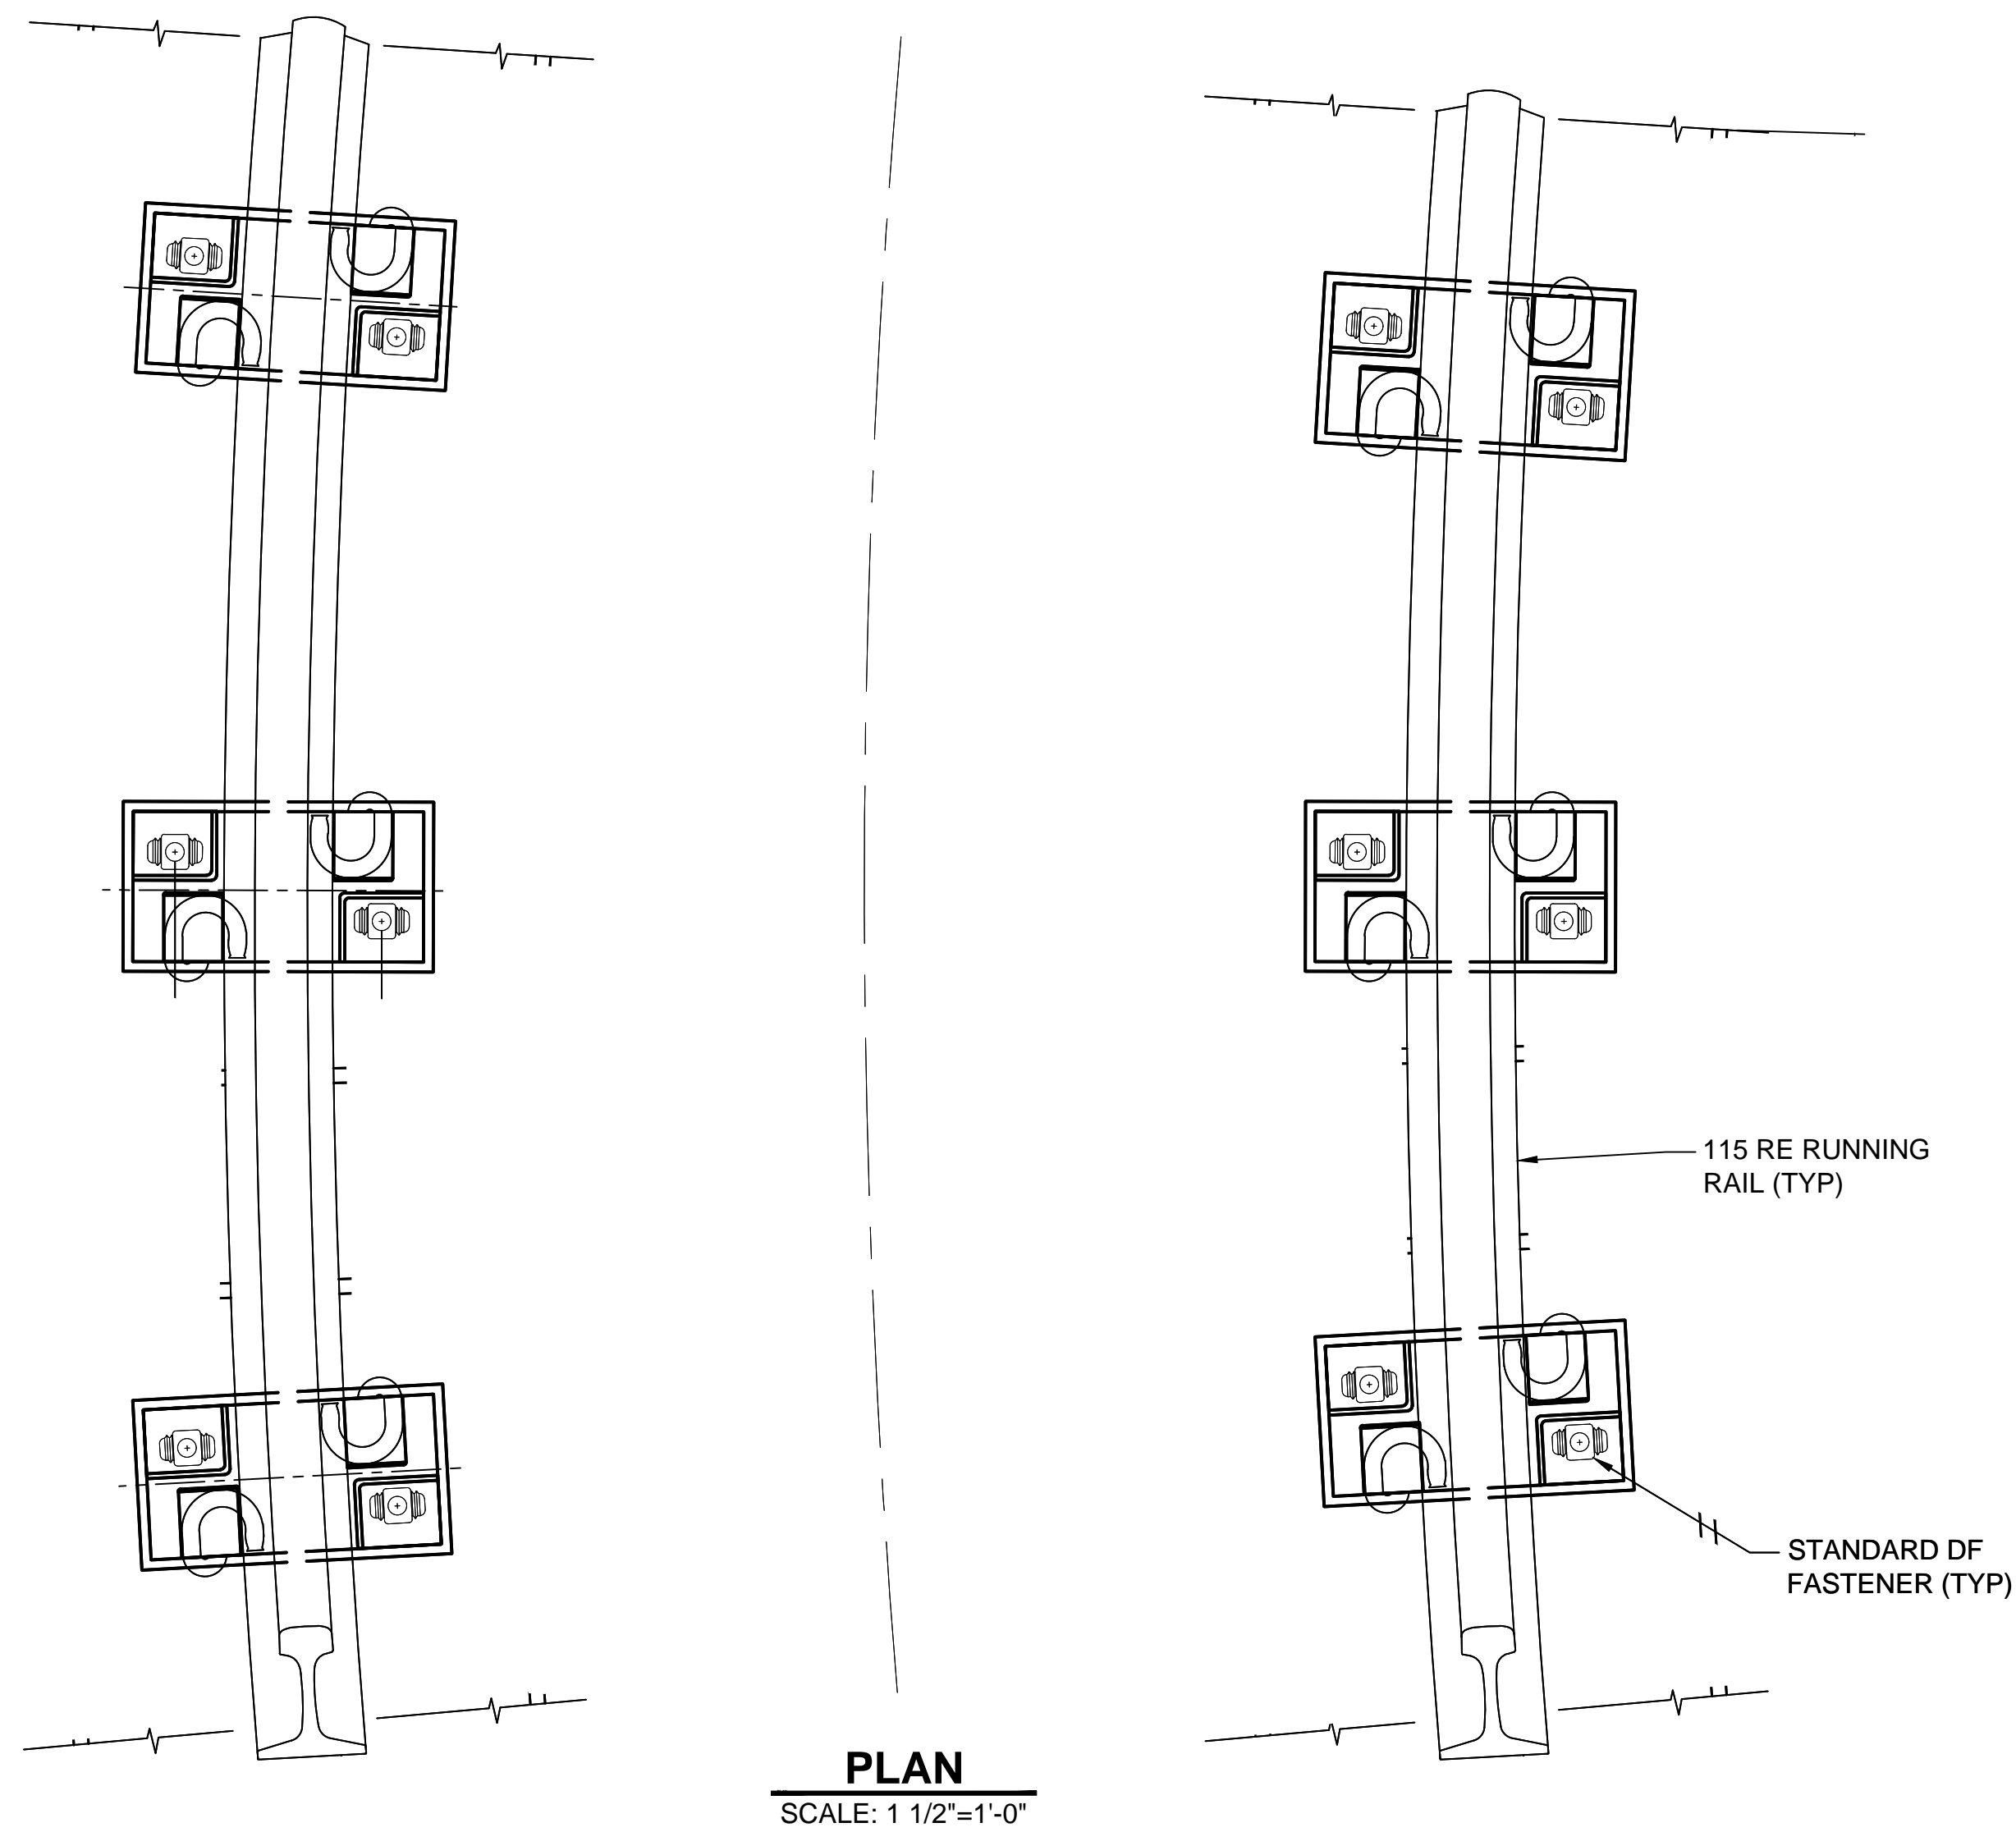 115 RE RUNNING
RAIL (TYP)
STANDARD DF
FASTENER (TYP)
PLAN
SCALE: 1 1/2"=1'-0"